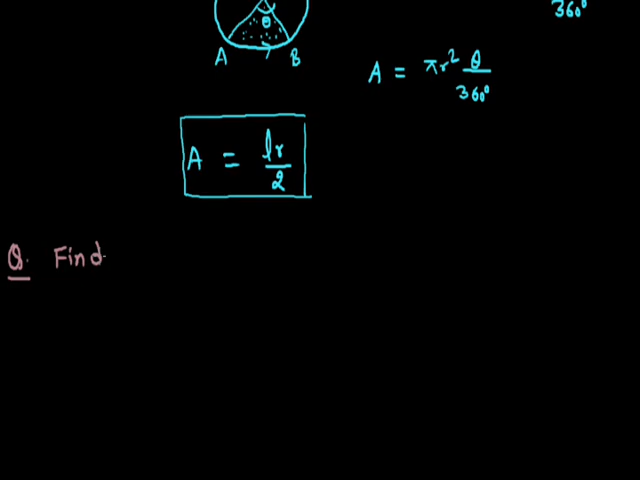 360°
θ
A B
A = πr² θ/360°
A = lr/2
Q. Find